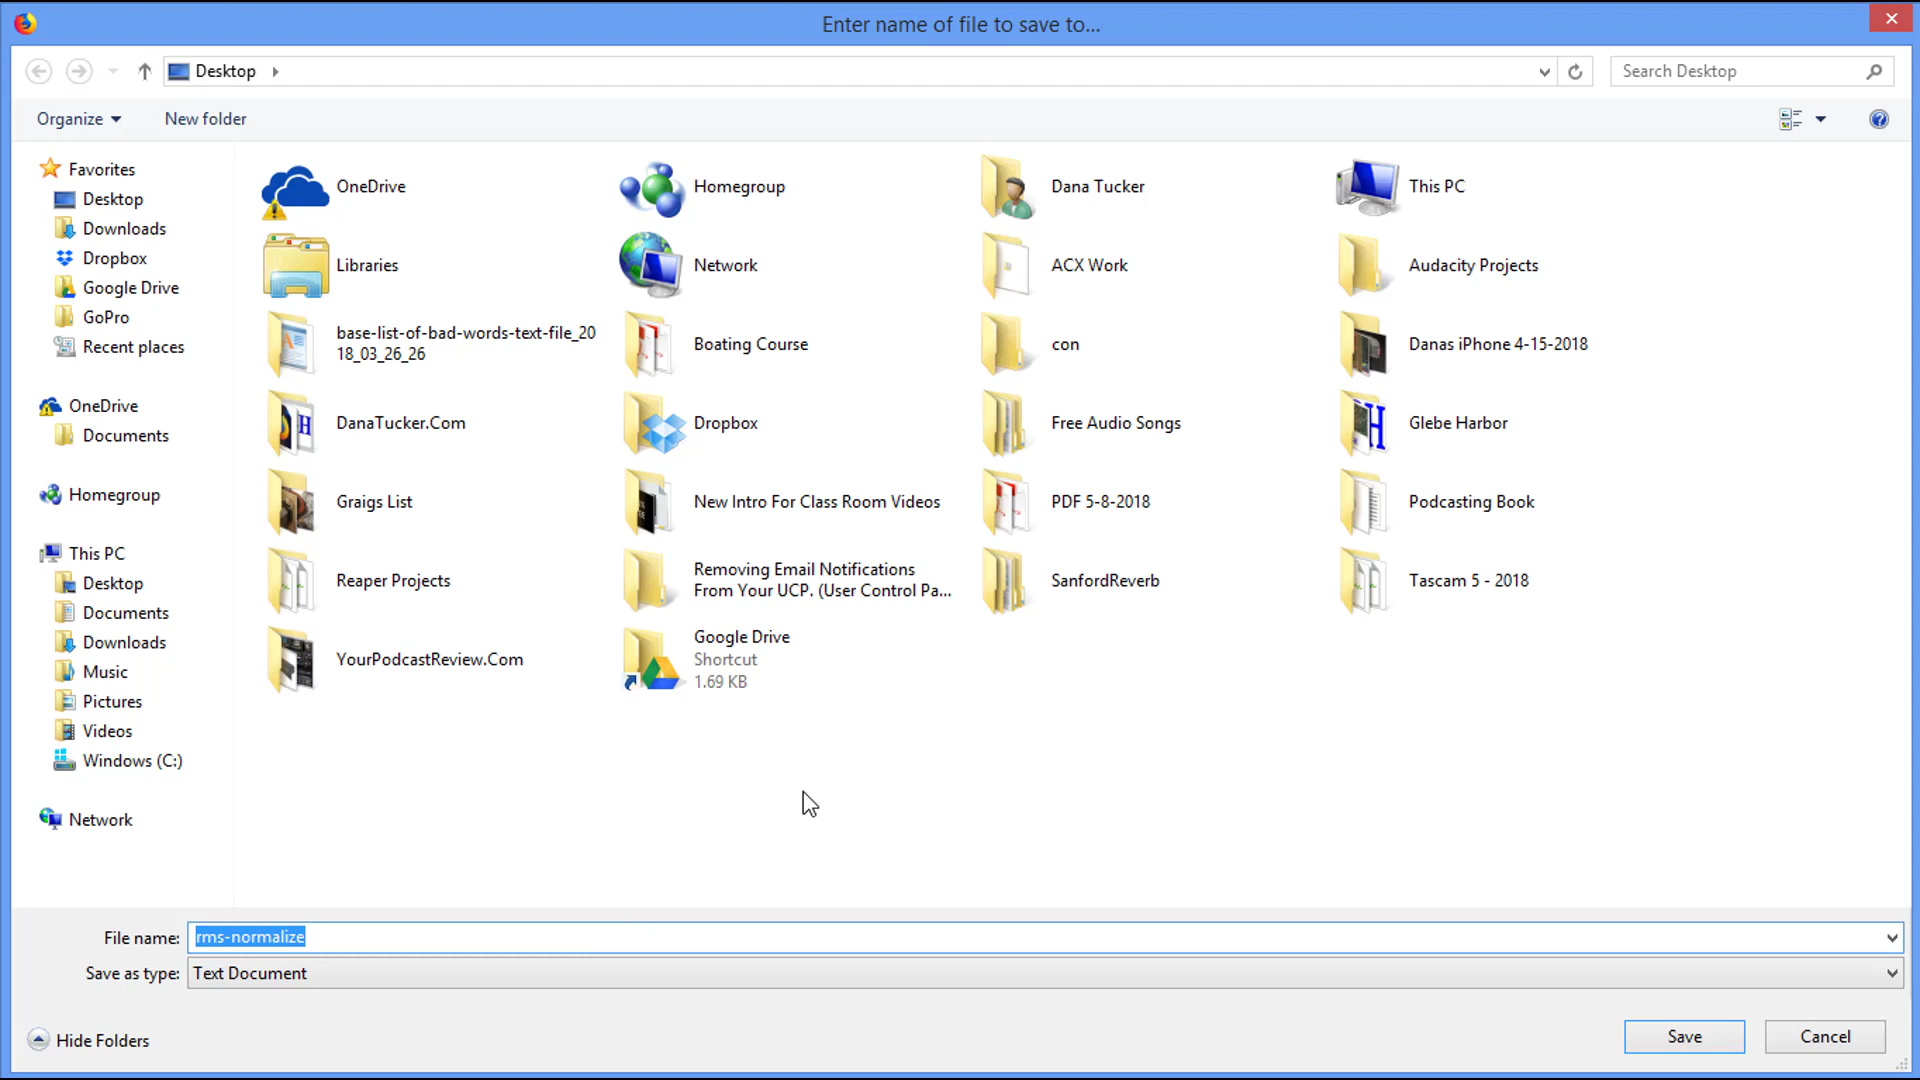 Enter name of file to save to...
Desktop
Search Desktop
Organize
New folder
Favorites
Desktop
Downloads
Dropbox
Google Drive
GoPro
Recent places
OneDrive
Documents
Homegroup
This PC
Desktop
Documents
Downloads
Music
Pictures
Videos
Windows (C:)
Network
OneDrive
Homegroup
Dana Tucker
This PC
Libraries
Network
ACX Work
Audacity Projects
base-list-of-bad-words-text-file_20
18_03_26_26
Boating Course
con
Danas iPhone 4-15-2018
DanaTucker.Com
Dropbox
Free Audio Songs
Glebe Harbor
Graigs List
New Intro For Class Room Videos
PDF 5-8-2018
Podcasting Book
Reaper Projects
Removing Email Notifications
From Your UCP. (User Control Pa...
SanfordReverb
Tascam 5 - 2018
YourPodcastReview.Com
Google Drive
Shortcut
1.69 KB
File name: rms-normalize
Save as type: Text Document
Hide Folders
Save
Cancel